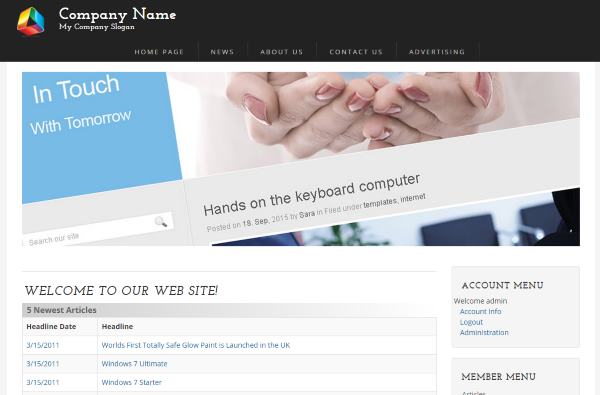 Company Name
My Company Slogan
HOME PAGE NEWS ABOUT US CONTACT US ADVERTISING
In Touch
With Tomorrow
Hands on the keyboard computer
Posted on 18. Sep, 2015 by Sara in Filed under templates, internet
Search our site
WELCOME TO OUR WEB SITE!
5 Newest Articles
Headline Date Headline
3/15/2011 Worlds First Totally Safe Glow Paint is Launched in the UK
3/15/2011 Windows 7 Ultimate
3/15/2011 Windows 7 Starter
ACCOUNT MENU
Welcome admin
Account Info
Logout
Administration
MEMBER MENU
Articles